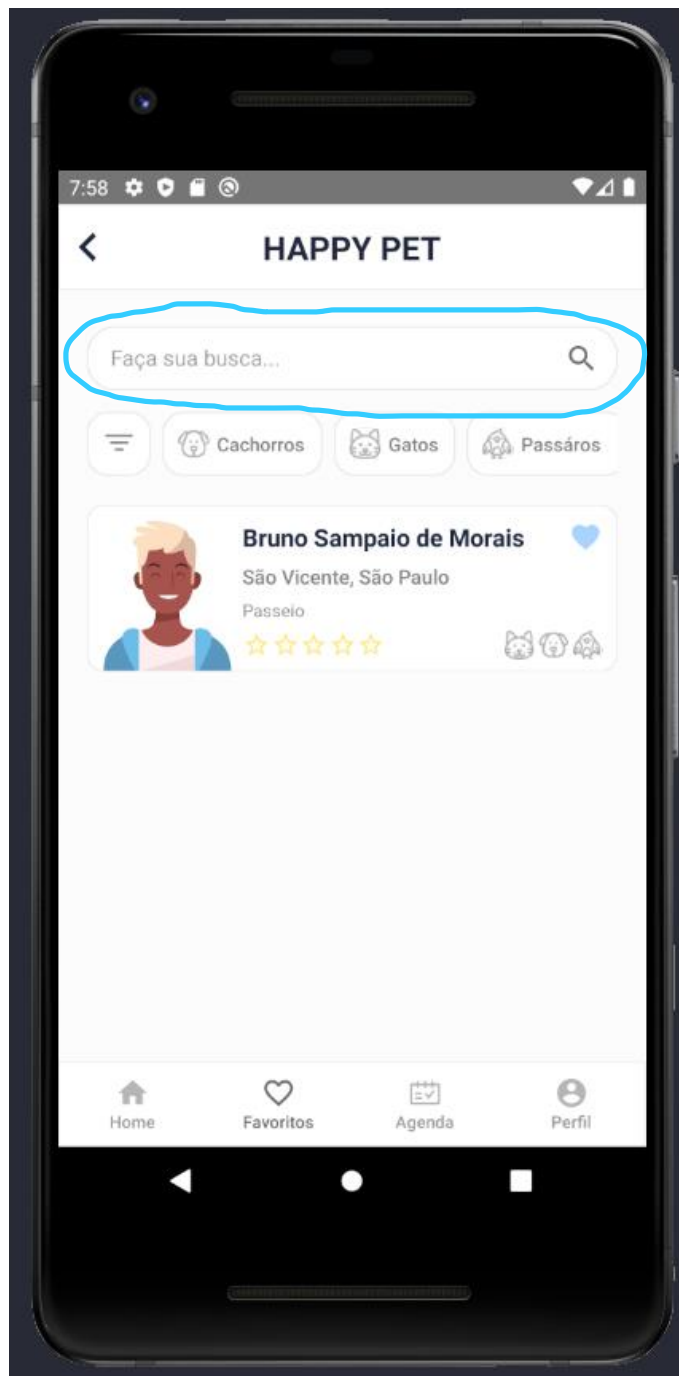 7:58
HAPPY PET
Faça sua busca...
Cachorros Gatos Passáros
Bruno Sampaio de Morais
São Vicente, São Paulo
Passeio
Home Favoritos Agenda Perfil